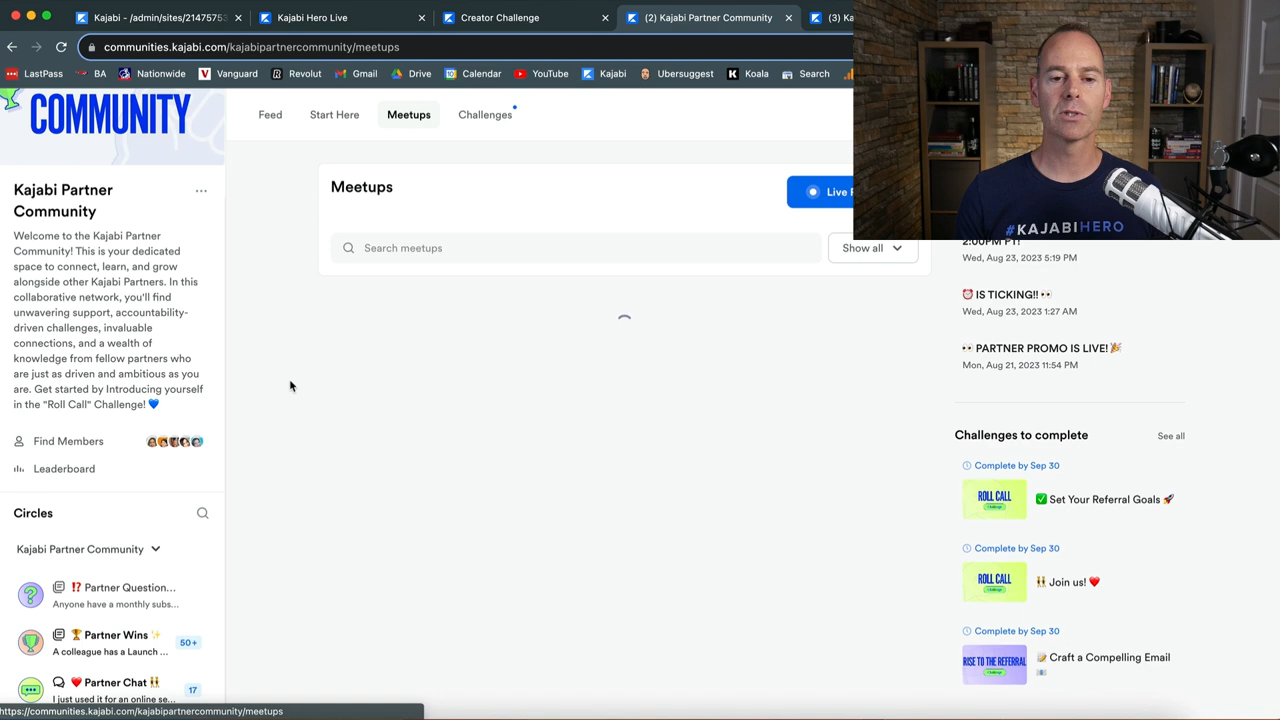 Kajabi - /admin/sites/21475753
Kajabi Hero Live
Creator Challenge
(2) Kajabi Partner Community
(3) Ka
communities.kajabi.com/kajabipartnercommunity/meetups
LastPass
BA
Nationwide
Vanguard
Revolut
Gmail
Drive
Calendar
YouTube
Kajabi
Ubersuggest
Koala
Search
COMMUNITY
Feed
Start Here
Meetups
Challenges
Kajabi Partner
Community
...
Welcome to the Kajabi Partner
Community! This is your dedicated
space to connect, learn, and grow
alongside other Kajabi Partners. In this
collaborative network, you'll find
unwavering support, accountability-
driven challenges, invaluable
connections, and a wealth of
knowledge from fellow partners who
are just as driven and ambitious as you
are. Get started by Introducing yourself
in the "Roll Call" Challenge! 💙
Find Members
Leaderboard
Circles
Kajabi Partner Community
⁉️ Partner Question...
Anyone have a monthly subs...
🏆 Partner Wins ✨
50+
A colleague has a Launch ...
❤️ Partner Chat 👯
17
I just used it for an online se...
https://communities.kajabi.com/kajabipartnercommunity/meetups
Meetups
Live
Search meetups
Show all
#KAJABIHERO
2:00PM PT!
Wed, Aug 23, 2023 5:19 PM
⏰ IS TICKING!! 👀
Wed, Aug 23, 2023 1:27 AM
👀 PARTNER PROMO IS LIVE! 🎉
Mon, Aug 21, 2023 11:54 PM
Challenges to complete
See all
Complete by Sep 30
ROLL CALL
Challenge
✅ Set Your Referral Goals 🚀
Complete by Sep 30
ROLL CALL
Challenge
👯 Join us! ❤️
Complete by Sep 30
RISE TO THE REFERRAL
Challenge
📝 Craft a Compelling Email
📧